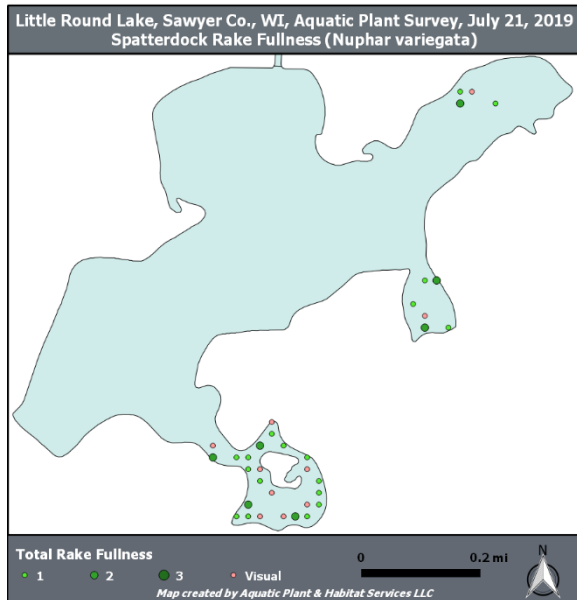 Little Round Lake, Sawyer Co., WI, Aquatic Plant Survey, July 21, 2019
Spatterdock Rake Fullness (Nuphar variegata)
Total Rake Fullness
1 2 3 Visual
0 0.2 mi
N
Map created by Aquatic Plant & Habitat Services LLC